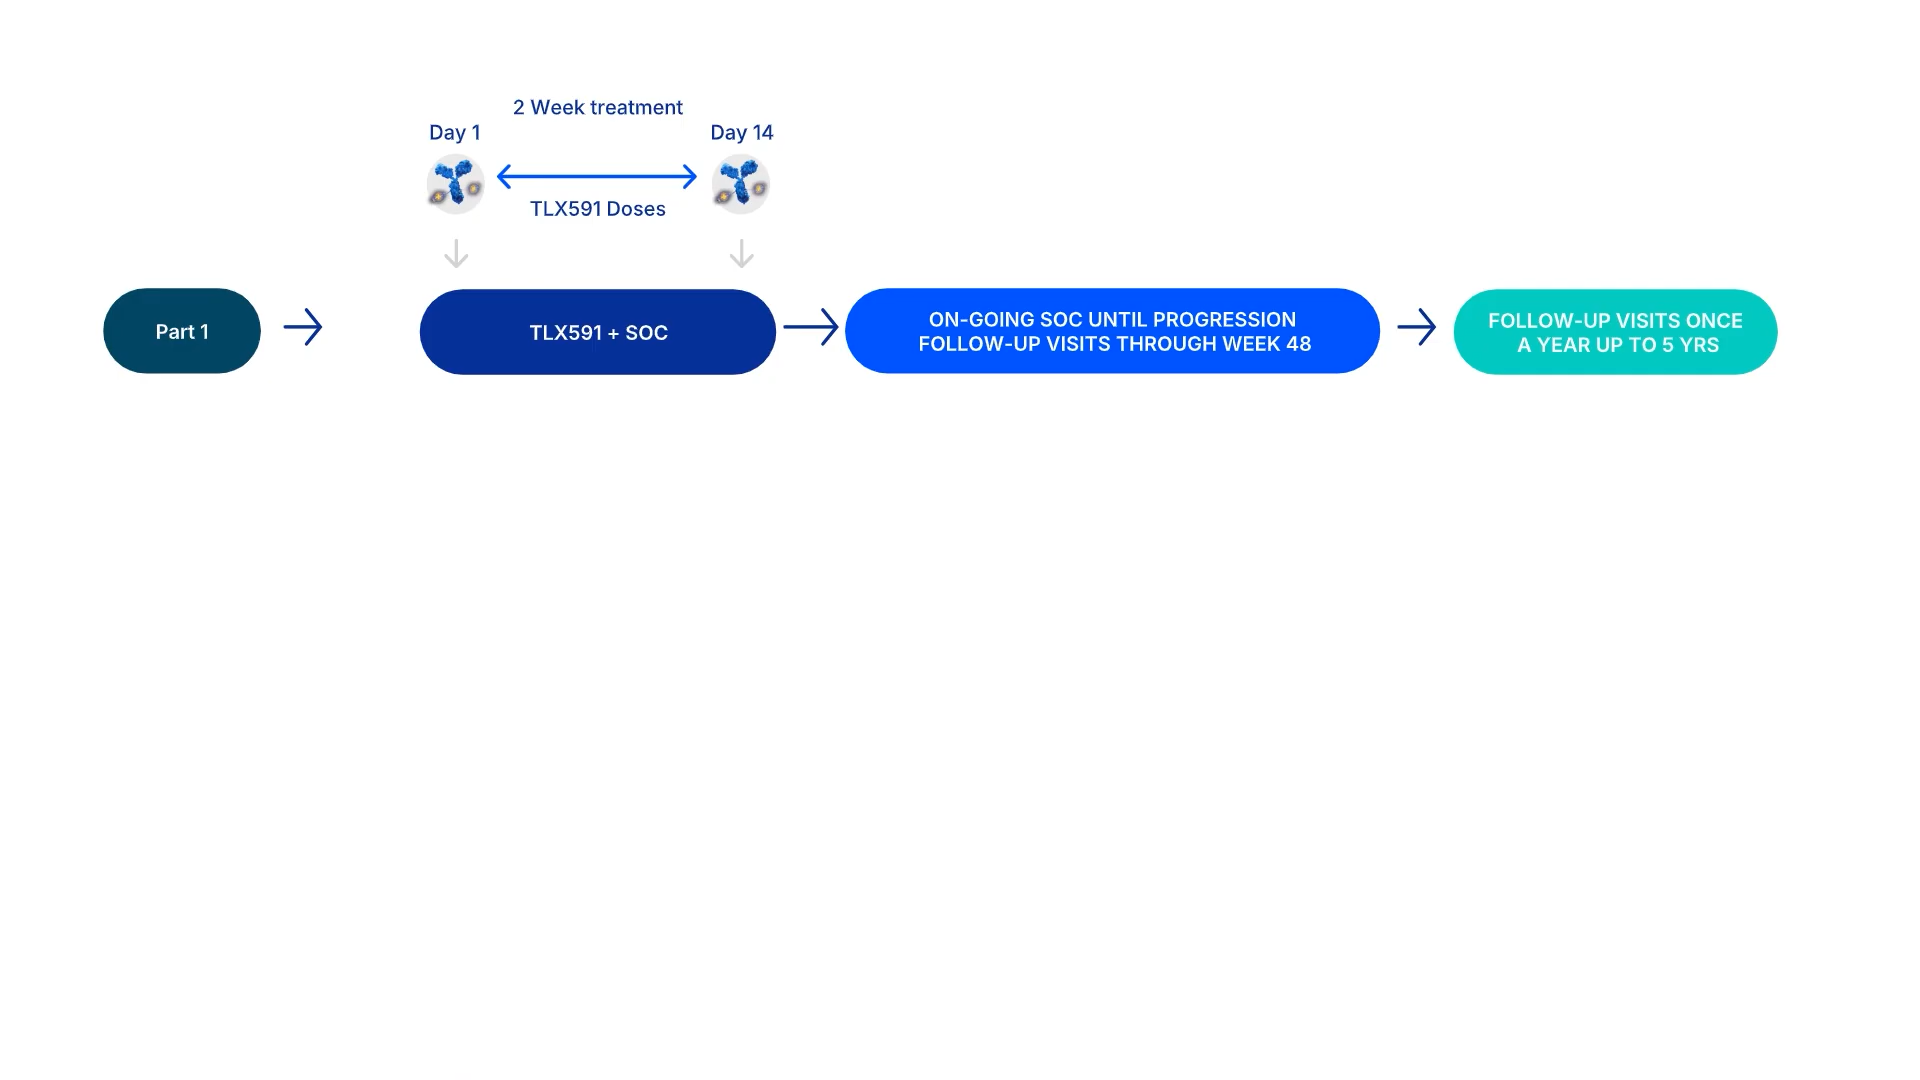 2 Week treatment
Day 1
Day 14
TLX591 Doses
Part 1
TLX591 + SOC
ON-GOING SOC UNTIL PROGRESSION
FOLLOW-UP VISITS THROUGH WEEK 48
FOLLOW-UP VISITS ONCE
A YEAR UP TO 5 YRS